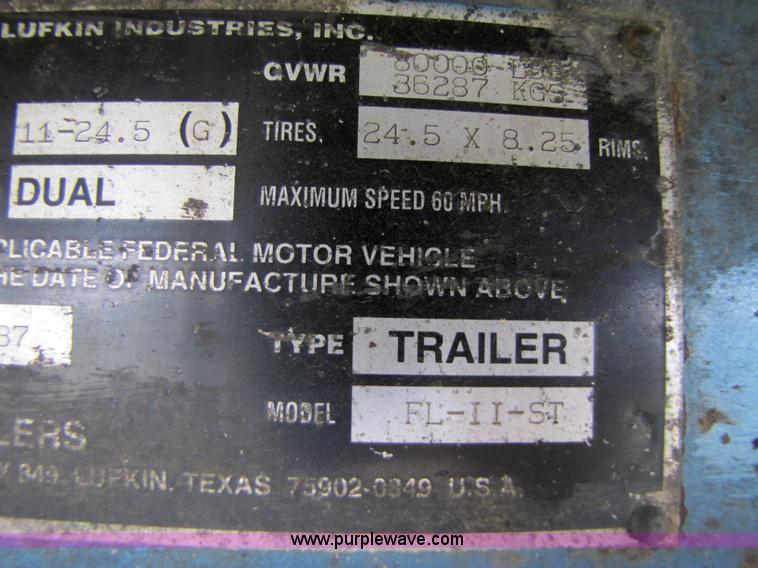 LUFKIN INDUSTRIES, INC.
GVWR 80000 LBS
36287 KGS
11-24.5 (G) TIRES, 24.5 X 8.25 RIMS,
DUAL MAXIMUM SPEED 60 MPH.
PLICABLE FEDERAL MOTOR VEHICLE
HE DATE OF MANUFACTURE SHOWN ABOVE
87 TYPE TRAILER
MODEL FL-II-ST
LERS
X 849, LUFKIN, TEXAS 75902-0849 U.S.A.
www.purplewave.com